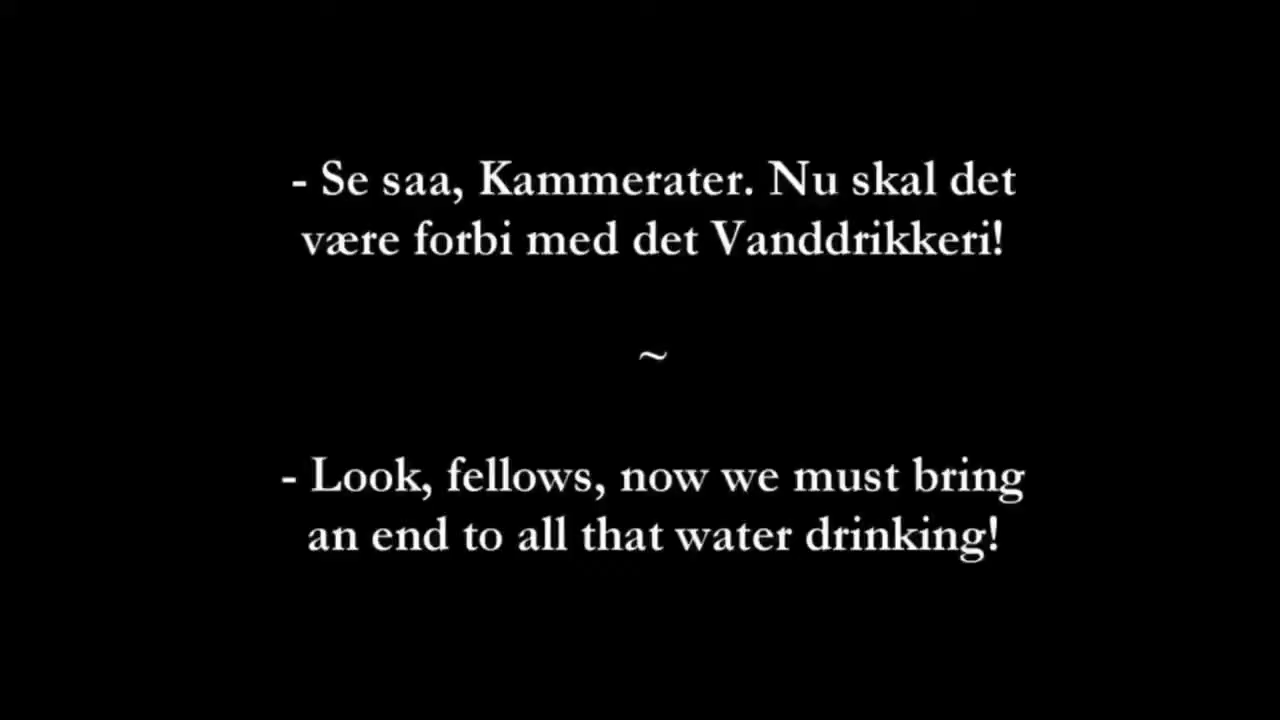 - Se saa, Kammerater. Nu skal det
være forbi med det Vanddrikkeri!
~
- Look, fellows, now we must bring
an end to all that water drinking!